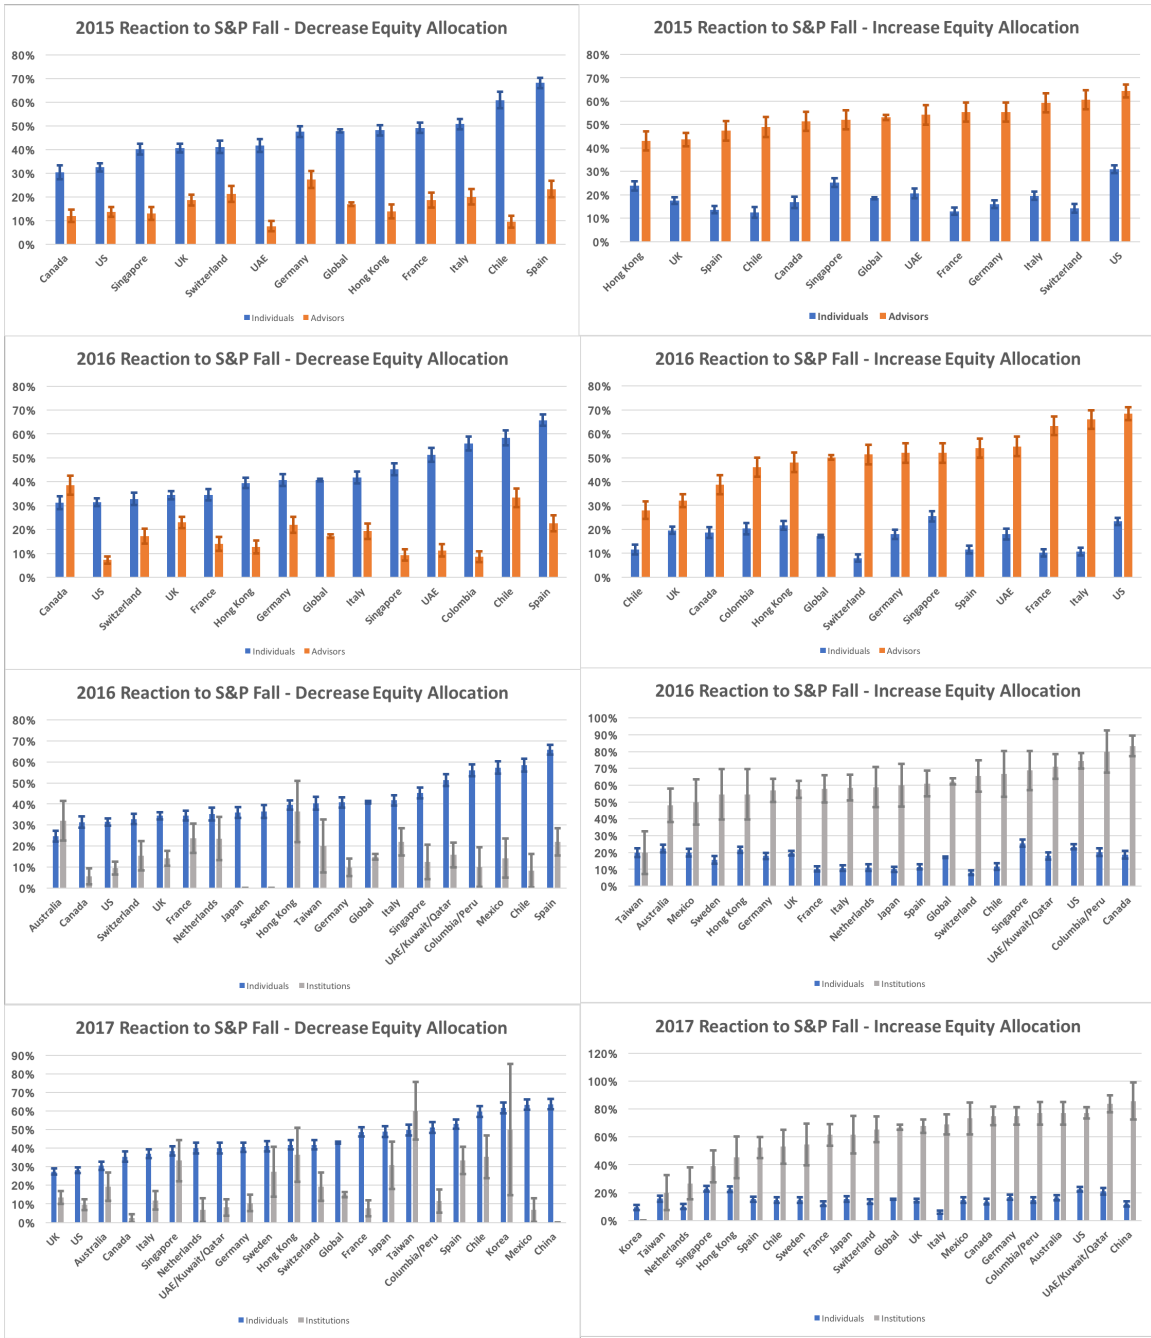 2015 Reaction to S&P Fall - Decrease Equity Allocation
80%
70%
60%
50%
40%
30%
20%
10%
0%
Canada
US
Singapore
UK
Switzerland
UAE
Germany
Global
Hong Kong
France
Italy
Chile
Spain
Individuals
Advisors
2015 Reaction to S&P Fall - Increase Equity Allocation
80%
70%
60%
50%
40%
30%
20%
10%
0%
Hong Kong
UK
Spain
Chile
Canada
Singapore
Global
UAE
France
Germany
Italy
Switzerland
US
Individuals
Advisors
2016 Reaction to S&P Fall - Decrease Equity Allocation
80%
70%
60%
50%
40%
30%
20%
10%
0%
Canada
US
Switzerland
UK
France
Hong Kong
Germany
Global
Italy
Singapore
UAE
Colombia
Chile
Spain
Individuals
Advisors
2016 Reaction to S&P Fall - Increase Equity Allocation
80%
70%
60%
50%
40%
30%
20%
10%
0%
Chile
UK
Canada
Colombia
Hong Kong
Global
Switzerland
Germany
Singapore
Spain
UAE
France
Italy
US
Individuals
Advisors
2016 Reaction to S&P Fall - Decrease Equity Allocation
80%
70%
60%
50%
40%
30%
20%
10%
0%
Australia
Canada
US
Switzerland
UK
France
Netherlands
Japan
Sweden
Hong Kong
Taiwan
Germany
Global
Italy
Singapore
UAE/Kuwait/Qatar
Columbia/Peru
Mexico
Chile
Spain
Individuals
Institutions
2016 Reaction to S&P Fall - Increase Equity Allocation
100%
90%
80%
70%
60%
50%
40%
30%
20%
10%
0%
Taiwan
Australia
Mexico
Sweden
Hong Kong
Germany
UK
France
Italy
Netherlands
Japan
Spain
Global
Switzerland
Chile
Singapore
UAE/Kuwait/Qatar
US
Columbia/Peru
Canada
Individuals
Institutions
2017 Reaction to S&P Fall - Decrease Equity Allocation
90%
80%
70%
60%
50%
40%
30%
20%
10%
0%
UK
US
Australia
Canada
Italy
Singapore
Netherlands
UAE/Kuwait/Qatar
Germany
Sweden
Hong Kong
Switzerland
Global
France
Japan
Taiwan
Columbia/Peru
Spain
Chile
Korea
Mexico
China
Individuals
Institutions
2017 Reaction to S&P Fall - Increase Equity Allocation
120%
100%
80%
60%
40%
20%
0%
Korea
Taiwan
Netherlands
Singapore
Hong Kong
Spain
Chile
Sweden
France
Japan
Switzerland
Global
UK
Italy
Mexico
Canada
Germany
Columbia/Peru
Australia
US
UAE/Kuwait/Qatar
China
Individuals
Institutions